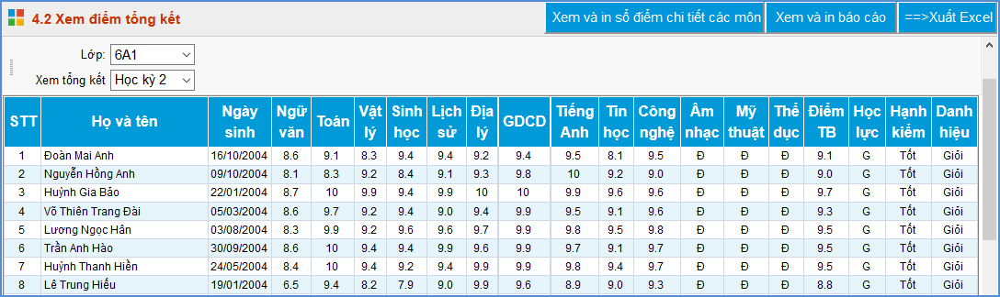 4.2 Xem điểm tổng kết
Xem và in sổ điểm chi tiết các môn Xem và in báo cáo ==>Xuất Excel
Lớp: 6A1
Xem tổng kết Học kỳ 2
STT Họ và tên Ngày sinh Ngữ văn Toán Vật lý Sinh học Lịch sử Địa lý GDCD Tiếng Anh Tin học Công nghệ Âm nhạc Mỹ thuật Thể dục Điểm TB Học lực Hạnh kiểm Danh hiệu
1 Đoàn Mai Anh 16/10/2004 8.6 9.1 8.3 9.4 9.4 9.2 9.4 9.5 8.1 9.5 Đ Đ Đ 9.1 G Tốt Giỏi
2 Nguyễn Hồng Anh 09/10/2004 8.1 8.3 9.2 8.4 9.1 9.3 9.8 10 9.2 9.0 Đ Đ Đ 9.0 G Tốt Giỏi
3 Huỳnh Gia Bảo 22/01/2004 8.7 10 9.9 9.4 9.9 10 10 9.9 9.6 9.6 Đ Đ Đ 9.7 G Tốt Giỏi
4 Võ Thiên Trang Đài 05/03/2004 8.6 9.7 9.2 9.4 9.0 9.4 9.9 9.5 9.1 9.6 Đ Đ Đ 9.3 G Tốt Giỏi
5 Lương Ngọc Hân 03/08/2004 8.3 9.9 9.2 9.6 9.6 9.7 9.9 9.8 9.5 9.8 Đ Đ Đ 9.5 G Tốt Giỏi
6 Trần Anh Hào 30/09/2004 8.6 10 9.4 9.4 9.9 9.6 9.9 9.7 9.1 9.7 Đ Đ Đ 9.5 G Tốt Giỏi
7 Huỳnh Thanh Hiền 24/05/2004 8.4 10 9.4 9.2 9.4 9.9 9.9 9.8 9.4 9.7 Đ Đ Đ 9.5 G Tốt Giỏi
8 Lê Trung Hiếu 19/01/2004 6.5 9.4 8.2 7.9 9.0 9.9 9.6 8.9 9.0 9.3 Đ Đ Đ 8.8 G Tốt Giỏi